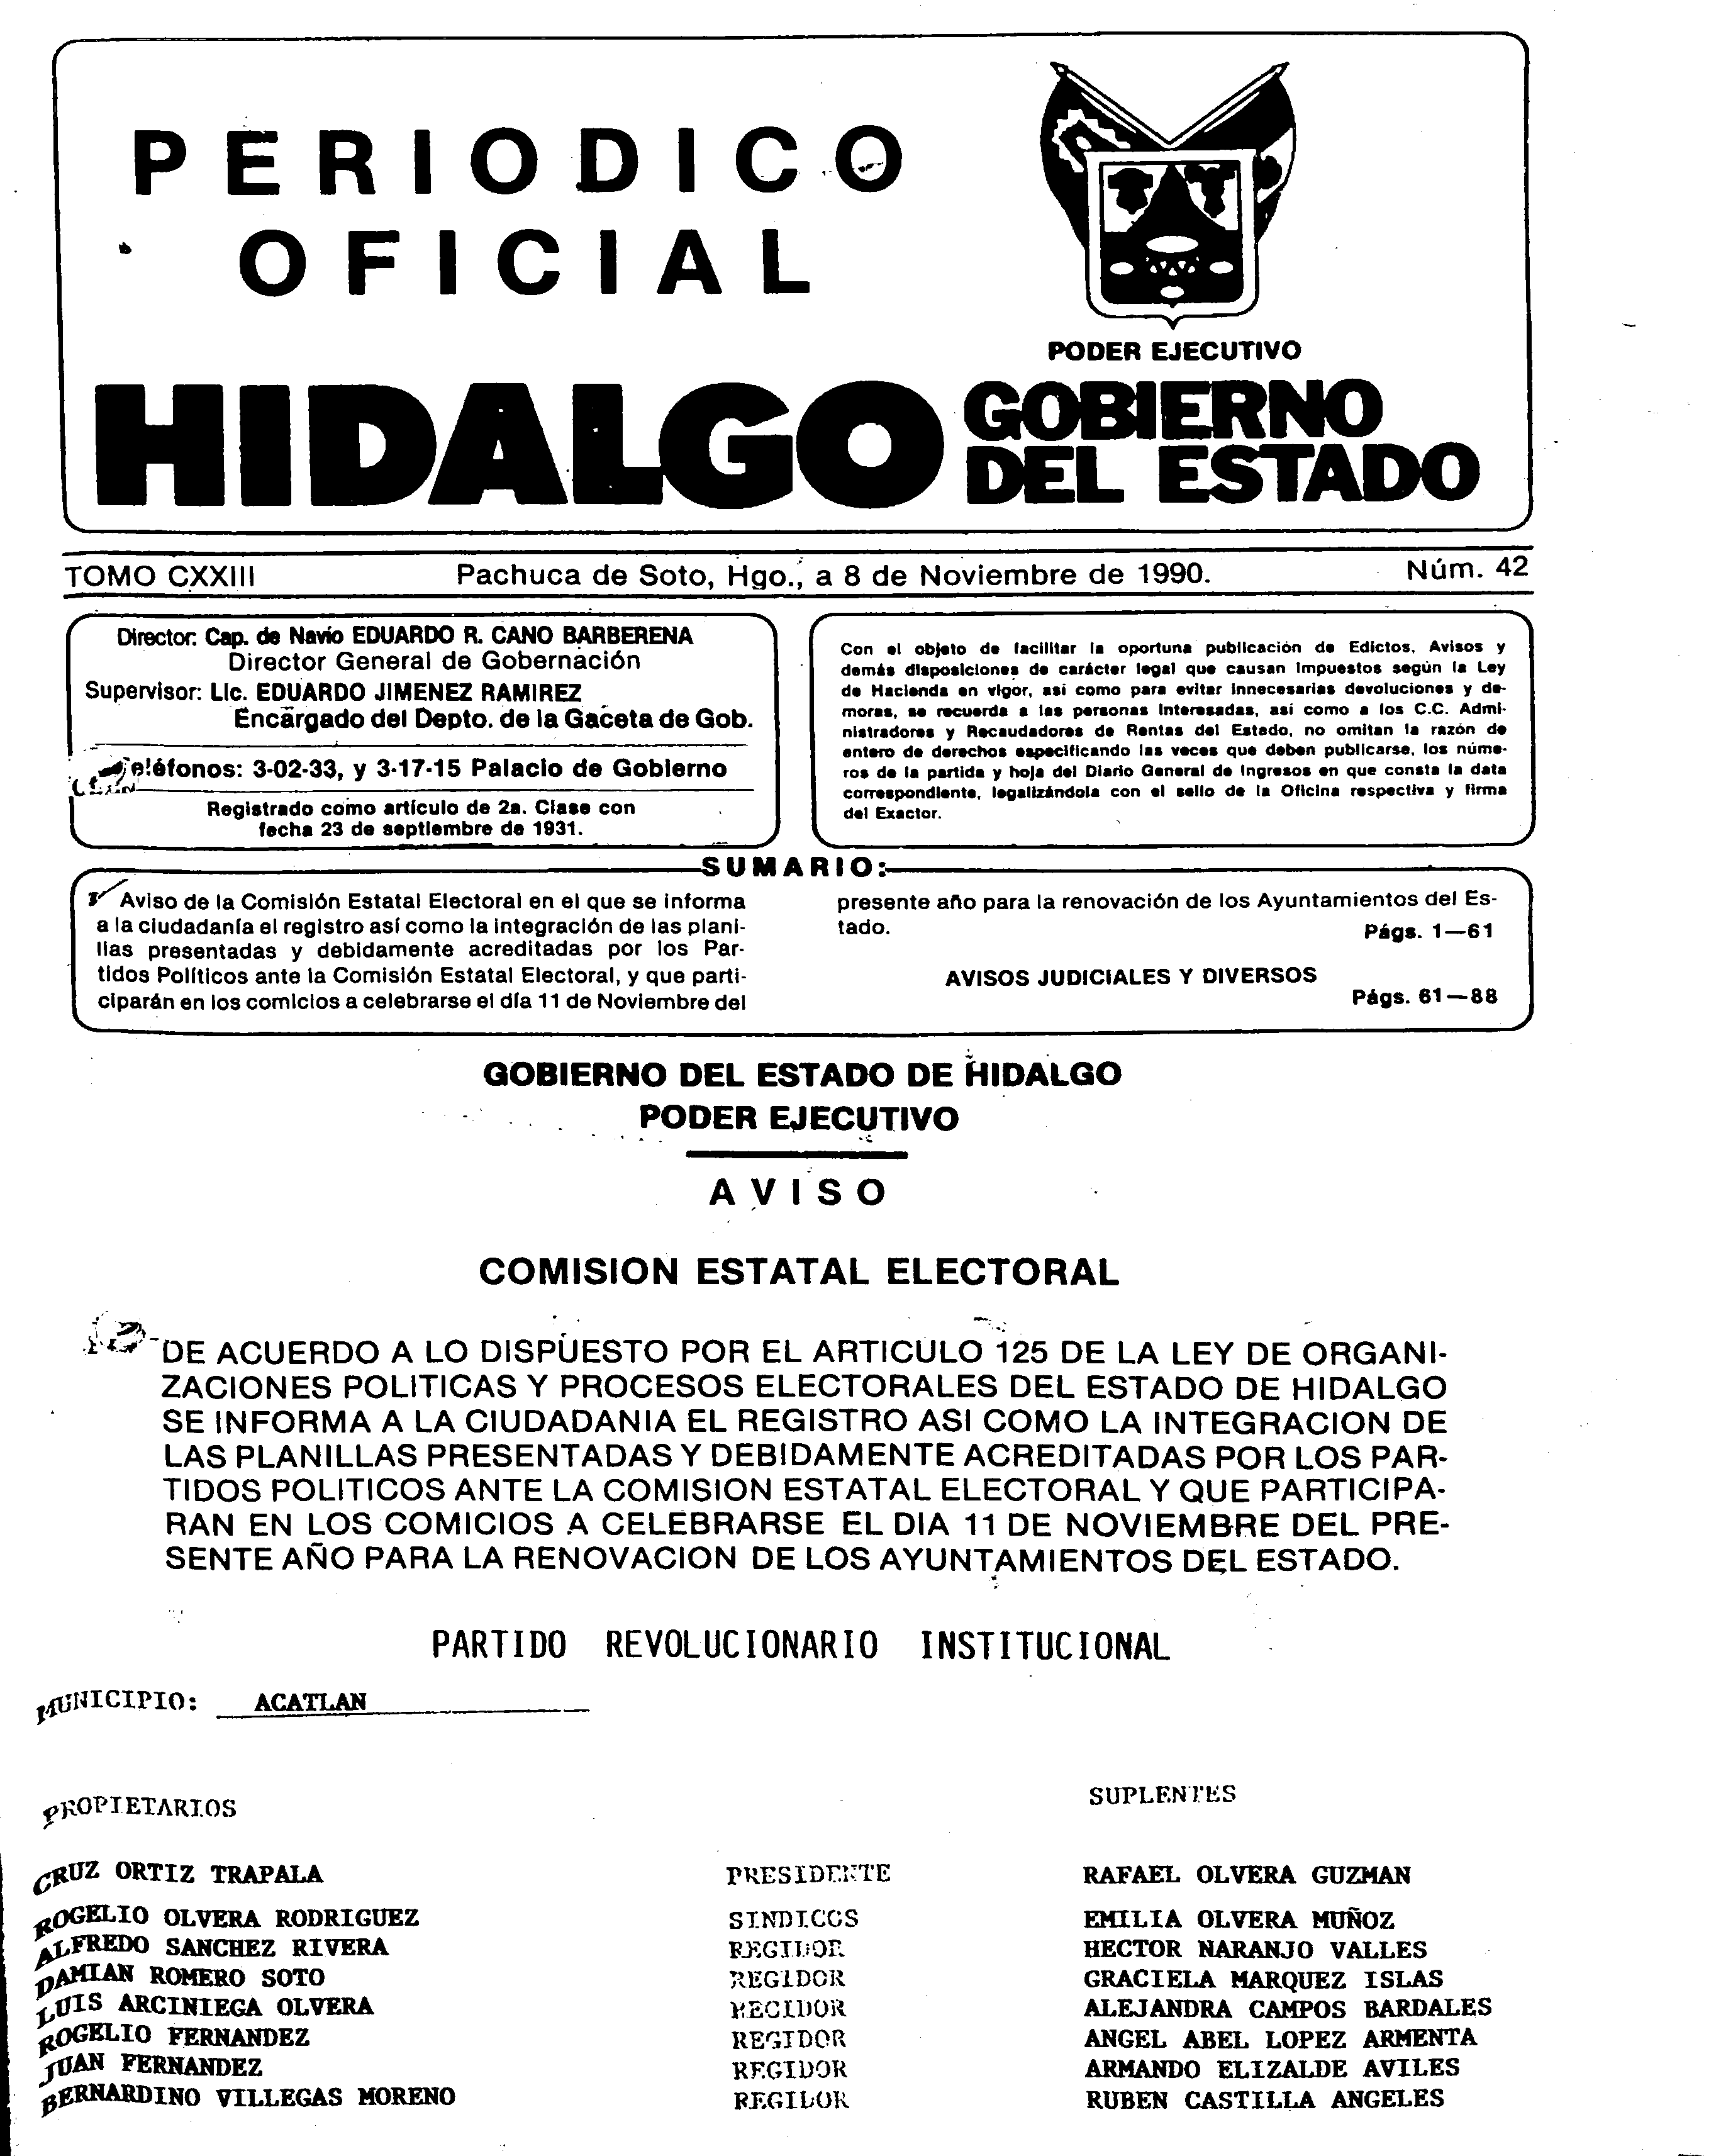 PERIODICO
OFICIAL
PODER EJECUTIVO
HIDALGO GOBIERNO
DEL ESTADO
TOMO CXXIII Pachuca de Soto, Hgo., a 8 de Noviembre de 1990. Núm. 42
Director: Cap. de Navío EDUARDO R. CANO BARBERENA
Director General de Gobernación
Supervisor: Lic. EDUARDO JIMENEZ RAMIREZ
Encargado del Depto. de la Gaceta de Gob.
Teléfonos: 3-02-33, y 3-17-15 Palacio de Gobierno
Registrado como artículo de 2a. Clase con
fecha 23 de septiembre de 1931.
Con el objeto de facilitar la oportuna publicación de Edictos, Avisos y
demás disposiciones de carácter legal que causan Impuestos según la Ley
de Hacienda en vigor, así como para evitar innecesarias devoluciones y de-
moras, se recuerda a las personas Interesadas, así como a los C.C. Admi-
nistradores y Recaudadores de Rentas del Estado, no omitan la razón de
entero de derechos especificando las veces que deben publicarse, los núme-
ros de la partida y hoja del Diario General de Ingresos en que consta la data
correspondiente, legalizándola con el sello de la Oficina respectiva y firma
del Exactor.
SUMARIO:
Aviso de la Comisión Estatal Electoral en el que se informa
a la ciudadanía el registro así como la integración de las plani-
llas presentadas y debidamente acreditadas por los Par-
tidos Políticos ante la Comisión Estatal Electoral, y que parti-
ciparán en los comicios a celebrarse el día 11 de Noviembre del
presente año para la renovación de los Ayuntamientos del Es-
tado. Págs. 1—61
AVISOS JUDICIALES Y DIVERSOS
Págs. 61—88
GOBIERNO DEL ESTADO DE HIDALGO
PODER EJECUTIVO
AVISO
COMISION ESTATAL ELECTORAL
DE ACUERDO A LO DISPUESTO POR EL ARTICULO 125 DE LA LEY DE ORGANI-
ZACIONES POLITICAS Y PROCESOS ELECTORALES DEL ESTADO DE HIDALGO
SE INFORMA A LA CIUDADANIA EL REGISTRO ASI COMO LA INTEGRACION DE
LAS PLANILLAS PRESENTADAS Y DEBIDAMENTE ACREDITADAS POR LOS PAR-
TIDOS POLITICOS ANTE LA COMISION ESTATAL ELECTORAL Y QUE PARTICIPA-
RAN EN LOS COMICIOS A CELEBRARSE EL DIA 11 DE NOVIEMBRE DEL PRE-
SENTE AÑO PARA LA RENOVACION DE LOS AYUNTAMIENTOS DEL ESTADO.
PARTIDO REVOLUCIONARIO INSTITUCIONAL
MUNICIPIO: ACATLAN
PROPIETARIOS SUPLENTES
CRUZ ORTIZ TRAPALA PRESIDENTE RAFAEL OLVERA GUZMAN
ROGELIO OLVERA RODRIGUEZ SINDICOS EMILIA OLVERA MUÑOZ
ALFREDO SANCHEZ RIVERA REGIDOR HECTOR NARANJO VALLES
DAMIAN ROMERO SOTO REGIDOR GRACIELA MARQUEZ ISLAS
LUIS ARCINIEGA OLVERA REGIDOR ALEJANDRA CAMPOS BARDALES
ROGELIO FERNANDEZ REGIDOR ANGEL ABEL LOPEZ ARMENTA
JUAN FERNANDEZ REGIDOR ARMANDO ELIZALDE AVILES
BERNARDINO VILLEGAS MORENO REGIDOR RUBEN CASTILLA ANGELES